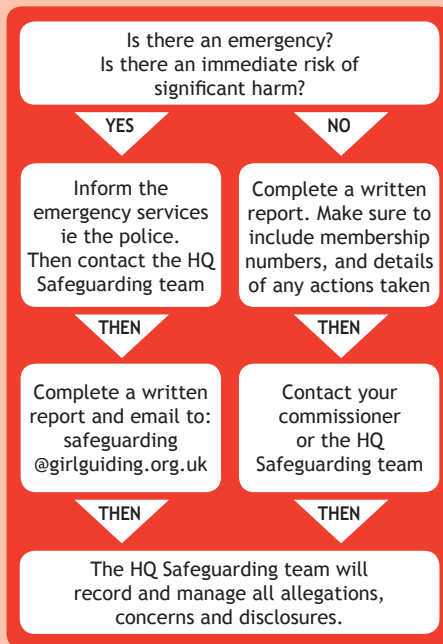 Is there an emergency?
Is there an immediate risk of
significant harm?
YES
NO
Inform the
emergency services
ie the police.
Then contact the HQ
Safeguarding team
Complete a written
report. Make sure to
include membership
numbers, and details
of any actions taken
THEN
THEN
Complete a written
report and email to:
safeguarding
@girlguiding.org.uk
Contact your
commissioner
or the HQ
Safeguarding team
THEN
THEN
The HQ Safeguarding team will
record and manage all allegations,
concerns and disclosures.